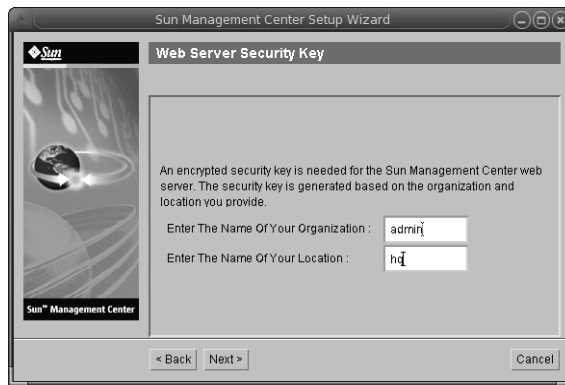 Sun Management Center Setup Wizard
Sun
Web Server Security Key
An encrypted security key is needed for the Sun Management Center web
server. The security key is generated based on the organization and
location you provide.
Enter The Name Of Your Organization : admin
Enter The Name Of Your Location : hq
Sun™ Management Center
< Back Next > Cancel